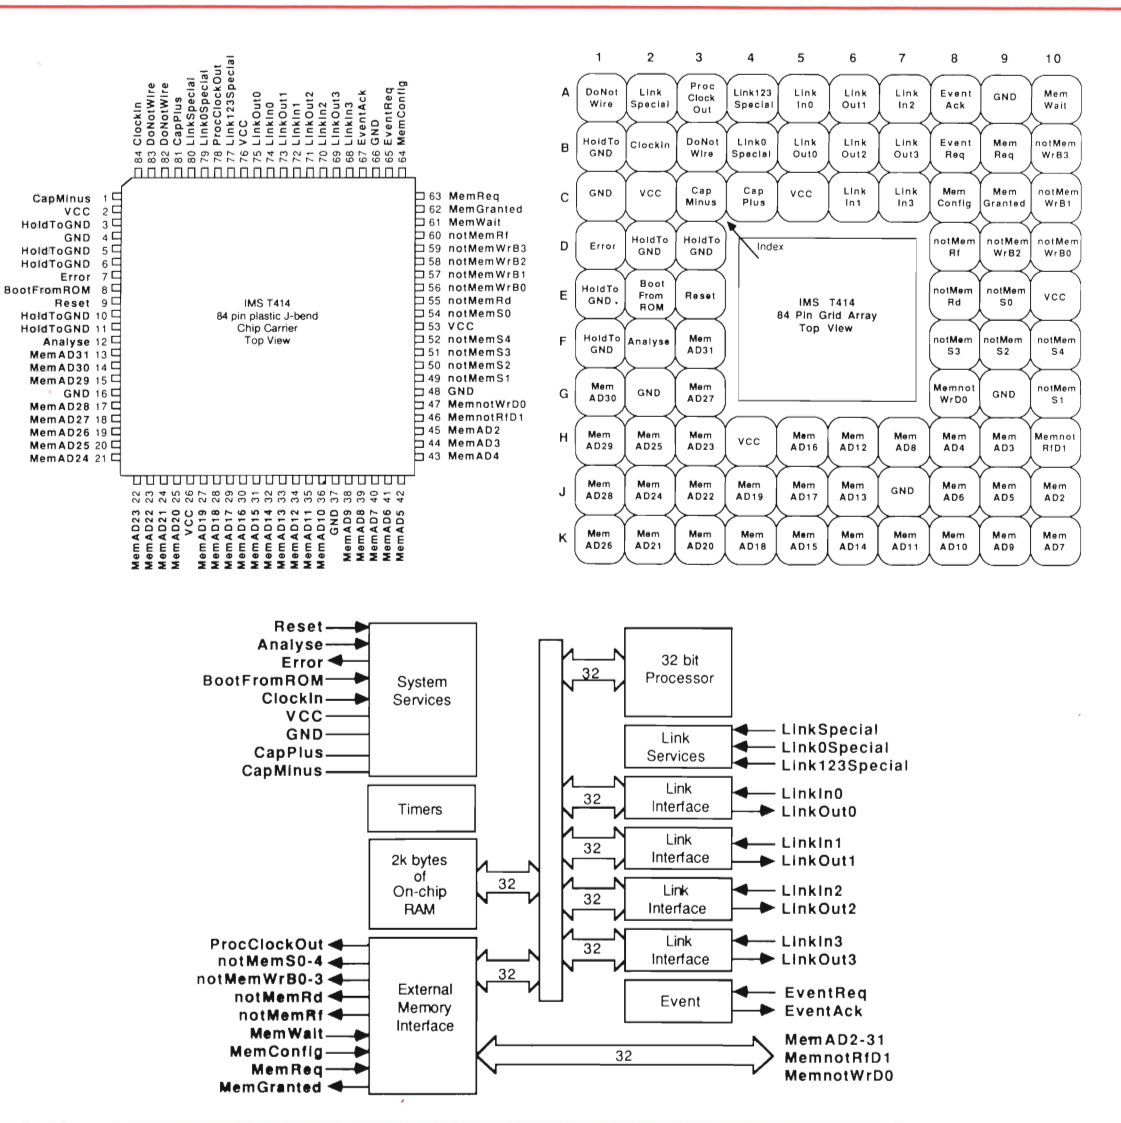 84 ClockIn
83 DoNotWire
82 DoNotWire
81 CapPlus
80 LinkSpecial
79 Link0Special
78 ProcClockOut
77 Link123Special
76 VCC
75 LinkOut0
74 LinkIn0
73 LinkOut1
72 LinkIn1
71 LinkOut2
70 LinkIn2
69 LinkOut3
68 LinkIn3
67 EventAck
66 GND
65 EventReq
64 MemConfig
CapMinus 1
VCC 2
HoldToGND 3
GND 4
HoldToGND 5
HoldToGND 6
Error 7
BootFromROM 8
Reset 9
HoldToGND 10
HoldToGND 11
Analyse 12
MemAD31 13
MemAD30 14
MemAD29 15
GND 16
MemAD28 17
MemAD27 18
MemAD26 19
MemAD25 20
MemAD24 21
IMS T414
84 pin plastic J-bend
Chip Carrier
Top View
63 MemReq
62 MemGranted
61 MemWait
60 notMemRf
59 notMemWrB3
58 notMemWrB2
57 notMemWrB1
56 notMemWrB0
55 notMemRd
54 notMemS0
53 VCC
52 notMemS4
51 notMemS3
50 notMemS2
49 notMemS1
48 GND
47 MemnotWrD0
46 MemnotRfD1
45 MemAD2
44 MemAD3
43 MemAD4
MemAD23 22
MemAD22 23
MemAD21 24
MemAD20 25
VCC 26
MemAD19 27
MemAD18 28
MemAD17 29
MemAD16 30
MemAD15 31
MemAD14 32
MemAD13 33
MemAD12 34
MemAD11 35
MemAD10 36
GND 37
MemAD9 38
MemAD8 39
MemAD7 40
MemAD6 41
MemAD5 42
1 2 3 4 5 6 7 8 9 10
A
DoNot Link Proc Link123 Link Link Link Event GND Mem
Wire Special Clock Special In0 Out1 In2 Ack Wait
Out
B
HoldTo ClockIn DoNot Link0 Link Link Link Event Mem notMem
GND Wire Special Out0 Out2 Out3 Req Req WrB3
C
GND VCC Cap Cap VCC Link Link Mem Mem notMem
Minus Plus In1 In3 Config Granted WrB1
D
Error HoldTo HoldTo Index notMem notMem notMem
GND GND Rf WrB2 WrB0
E
HoldTo Boot Reset notMem notMem VCC
GND. From Rd S0
ROM
IMS T414
84 Pin Grid Array
Top View
F
HoldTo Analyse Mem notMem notMem notMem
GND AD31 S3 S2 S4
G
Mem GND Mem Memnot GND notMem
AD30 AD27 WrD0 S1
H
Mem Mem Mem VCC Mem Mem Mem Mem Mem Memnot
AD29 AD25 AD23 AD16 AD12 AD8 AD4 AD3 RfD1
J
Mem Mem Mem Mem Mem Mem GND Mem Mem Mem
AD28 AD24 AD22 AD19 AD17 AD13 AD6 AD5 AD2
K
Mem Mem Mem Mem Mem Mem Mem Mem Mem Mem
AD26 AD21 AD20 AD18 AD15 AD14 AD11 AD10 AD9 AD7
Reset
Analyse
Error
BootFromROM
ClockIn
VCC
GND
CapPlus
CapMinus
System
Services
Timers
2k bytes
of
On-chip
RAM
32
ProcClockOut
notMemS0-4
notMemWrB0-3
notMemRd
notMemRf
MemWait
MemConfig
MemReq
MemGranted
External
Memory
Interface
32
32
32 bit
Processor
32
Link
Services
LinkSpecial
Link0Special
Link123Special
32
Link
Interface
LinkIn0
LinkOut0
32
Link
Interface
LinkIn1
LinkOut1
32
Link
Interface
LinkIn2
LinkOut2
32
Link
Interface
LinkIn3
LinkOut3
Event
EventReq
EventAck
MemAD2-31
MemnotRfD1
MemnotWrD0